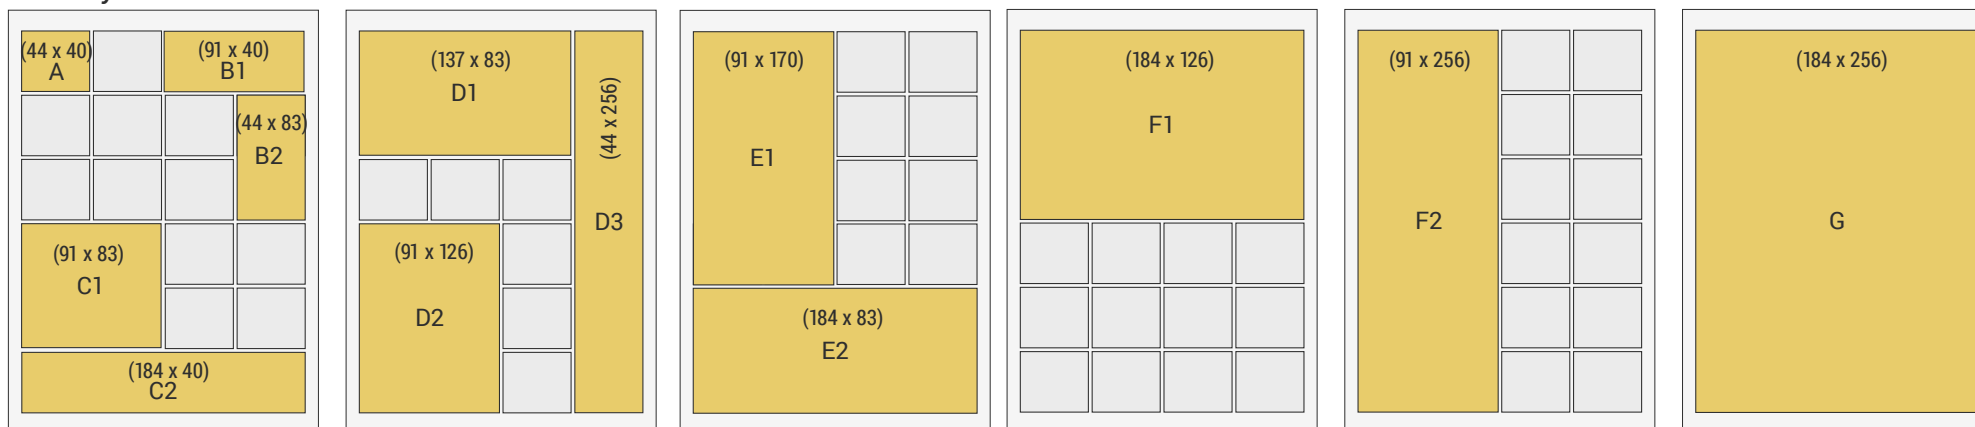 (44 x 40)
A
(91 x 40)
B1
(44 x 83)
B2
(91 x 83)
C1
(184 x 40)
C2
(137 x 83)
D1
(44 x 256)
D3
(91 x 126)
D2
(91 x 170)
E1
(184 x 83)
E2
(184 x 126)
F1
(91 x 256)
F2
(184 x 256)
G